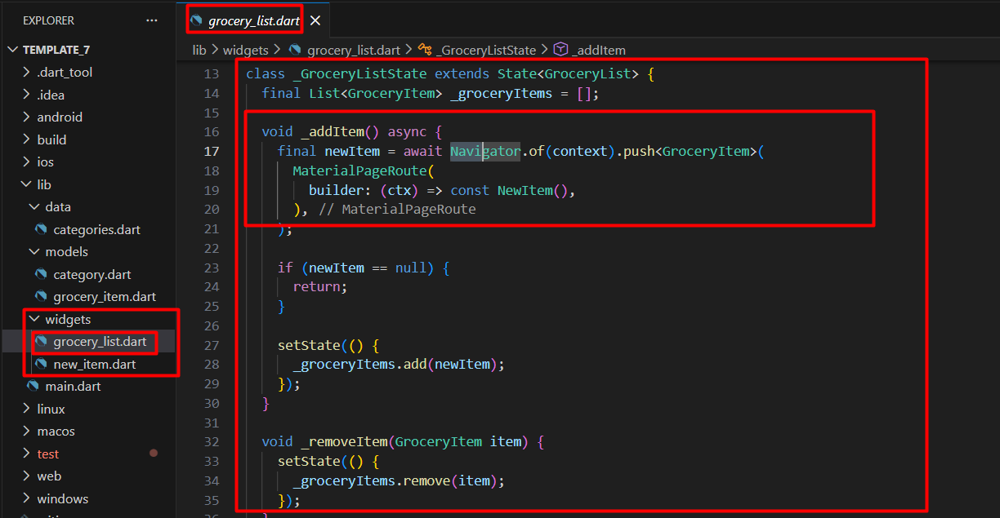 EXPLORER
TEMPLATE_7
.dart_tool
.idea
android
build
ios
lib
data
categories.dart
models
category.dart
grocery_item.dart
widgets
grocery_list.dart
new_item.dart
main.dart
linux
macos
test
web
windows
grocery_list.dart
lib > widgets > grocery_list.dart > _GroceryListState > _addItem
13 class _GroceryListState extends State<GroceryList> {
14 final List<GroceryItem> _groceryItems = [];
15
16 void _addItem() async {
17 final newItem = await Navigator.of(context).push<GroceryItem>(
18 MaterialPageRoute(
19 builder: (ctx) => const NewItem(),
20 ), // MaterialPageRoute
21 );
22
23 if (newItem == null) {
24 return;
25 }
26
27 setState(() {
28 _groceryItems.add(newItem);
29 });
30 }
31
32 void _removeItem(GroceryItem item) {
33 setState(() {
34 _groceryItems.remove(item);
35 });